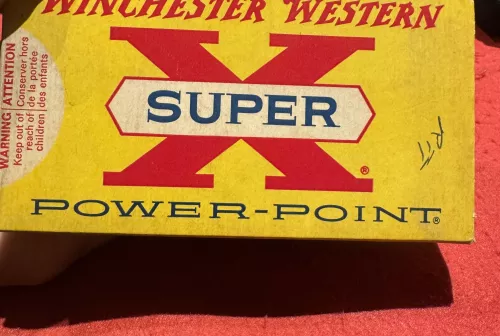 WINCHESTER WESTERN
WARNING ATTENTION
Keep out of Conserver hors
reach of de la portée
children des enfants
X
SUPER
®
POWER-POINT®